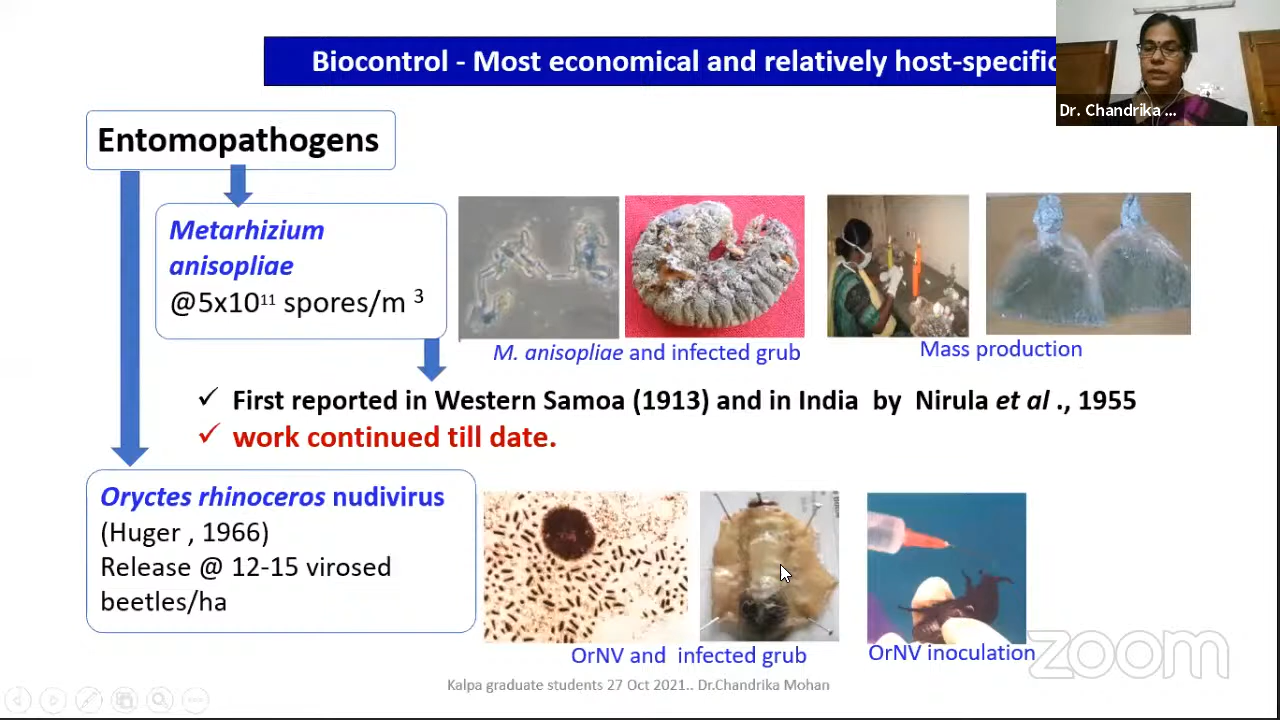 Biocontrol - Most economical and relatively host-specific
Dr. Chandrika ...
Entomopathogens
Metarhizium
anisopliae
@5x10¹¹ spores/m ³
M. anisopliae and infected grub
Mass production
✓ First reported in Western Samoa (1913) and in India by Nirula et al ., 1955
✓ work continued till date.
Oryctes rhinoceros nudivirus
(Huger , 1966)
Release @ 12-15 virosed
beetles/ha
OrNV and infected grub
OrNV inoculation
zoom
Kalpa graduate students 27 Oct 2021.. Dr.Chandrika Mohan